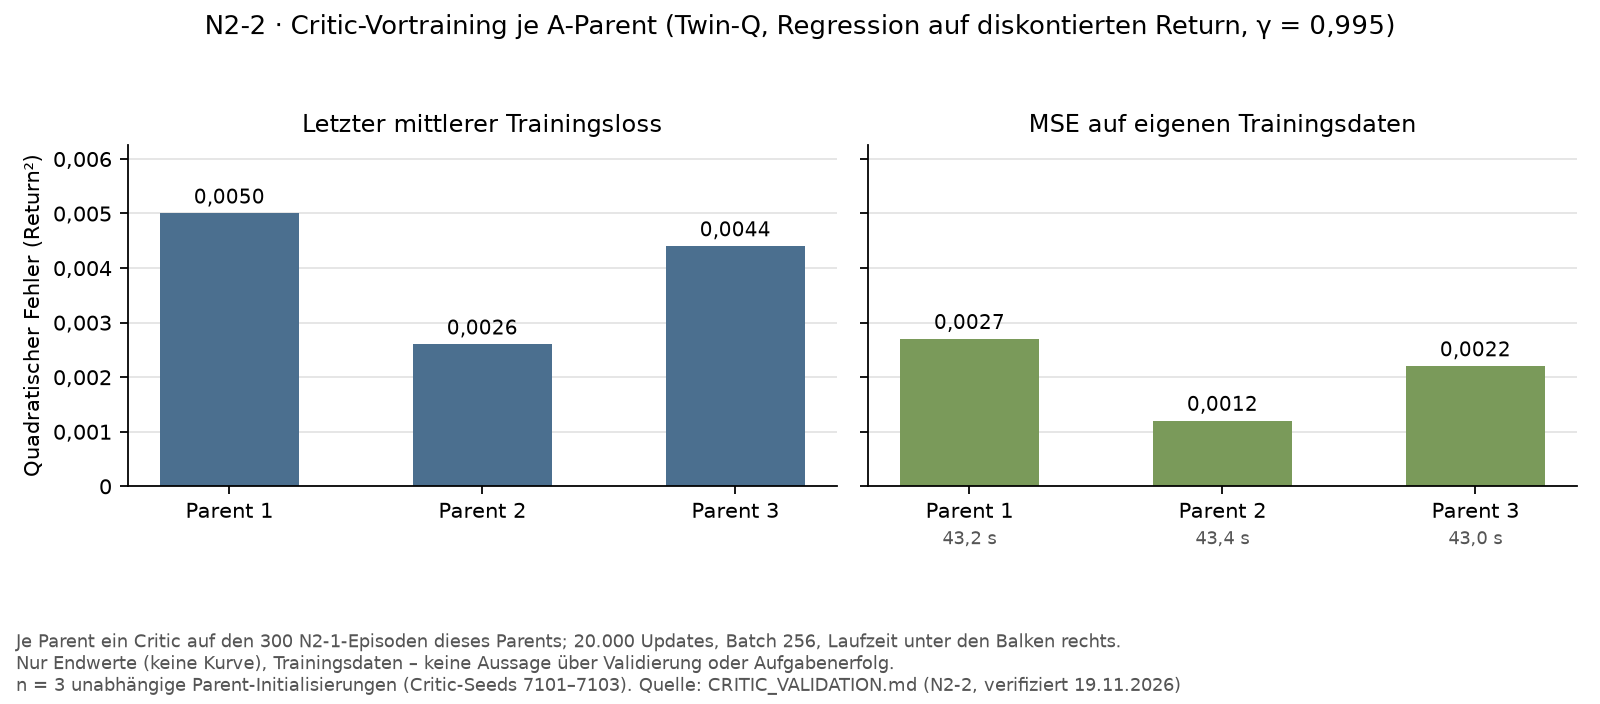 N2-2 · Critic-Vortraining je A-Parent (Twin-Q, Regression auf diskontierten Return, γ = 0,995)
Letzter mittlerer Trainingsloss
Quadratischer Fehler (Return²)
0,006
0,005
0,004
0,003
0,002
0,001
0
0,0050
0,0026
0,0044
Parent 1
Parent 2
Parent 3
MSE auf eigenen Trainingsdaten
0,0027
0,0012
0,0022
Parent 1
Parent 2
Parent 3
43,2 s
43,4 s
43,0 s
Je Parent ein Critic auf den 300 N2-1-Episoden dieses Parents; 20.000 Updates, Batch 256, Laufzeit unter den Balken rechts.
Nur Endwerte (keine Kurve), Trainingsdaten – keine Aussage über Validierung oder Aufgabenerfolg.
n = 3 unabhängige Parent-Initialisierungen (Critic-Seeds 7101–7103). Quelle: CRITIC_VALIDATION.md (N2-2, verifiziert 19.11.2026)